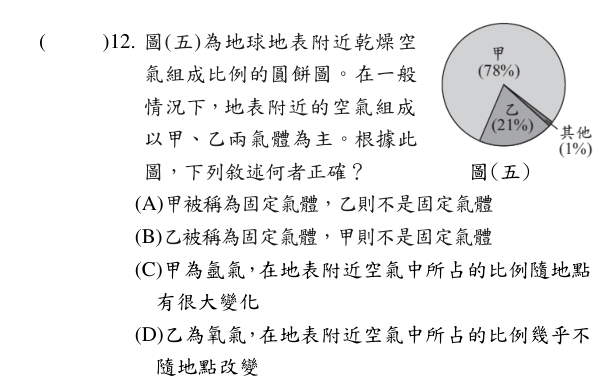 (　　)12. 圖(五)為地球地表附近乾燥空
氣組成比例的圓餅圖。在一般
情況下，地表附近的空氣組成
以甲、乙兩氣體為主。根據此
圖，下列敘述何者正確？
甲
(78%)
乙
(21%)
其他
(1%)
圖(五)
(A)甲被稱為固定氣體，乙則不是固定氣體
(B)乙被稱為固定氣體，甲則不是固定氣體
(C)甲為氬氣，在地表附近空氣中所占的比例隨地點
有很大變化
(D)乙為氧氣，在地表附近空氣中所占的比例幾乎不
隨地點改變